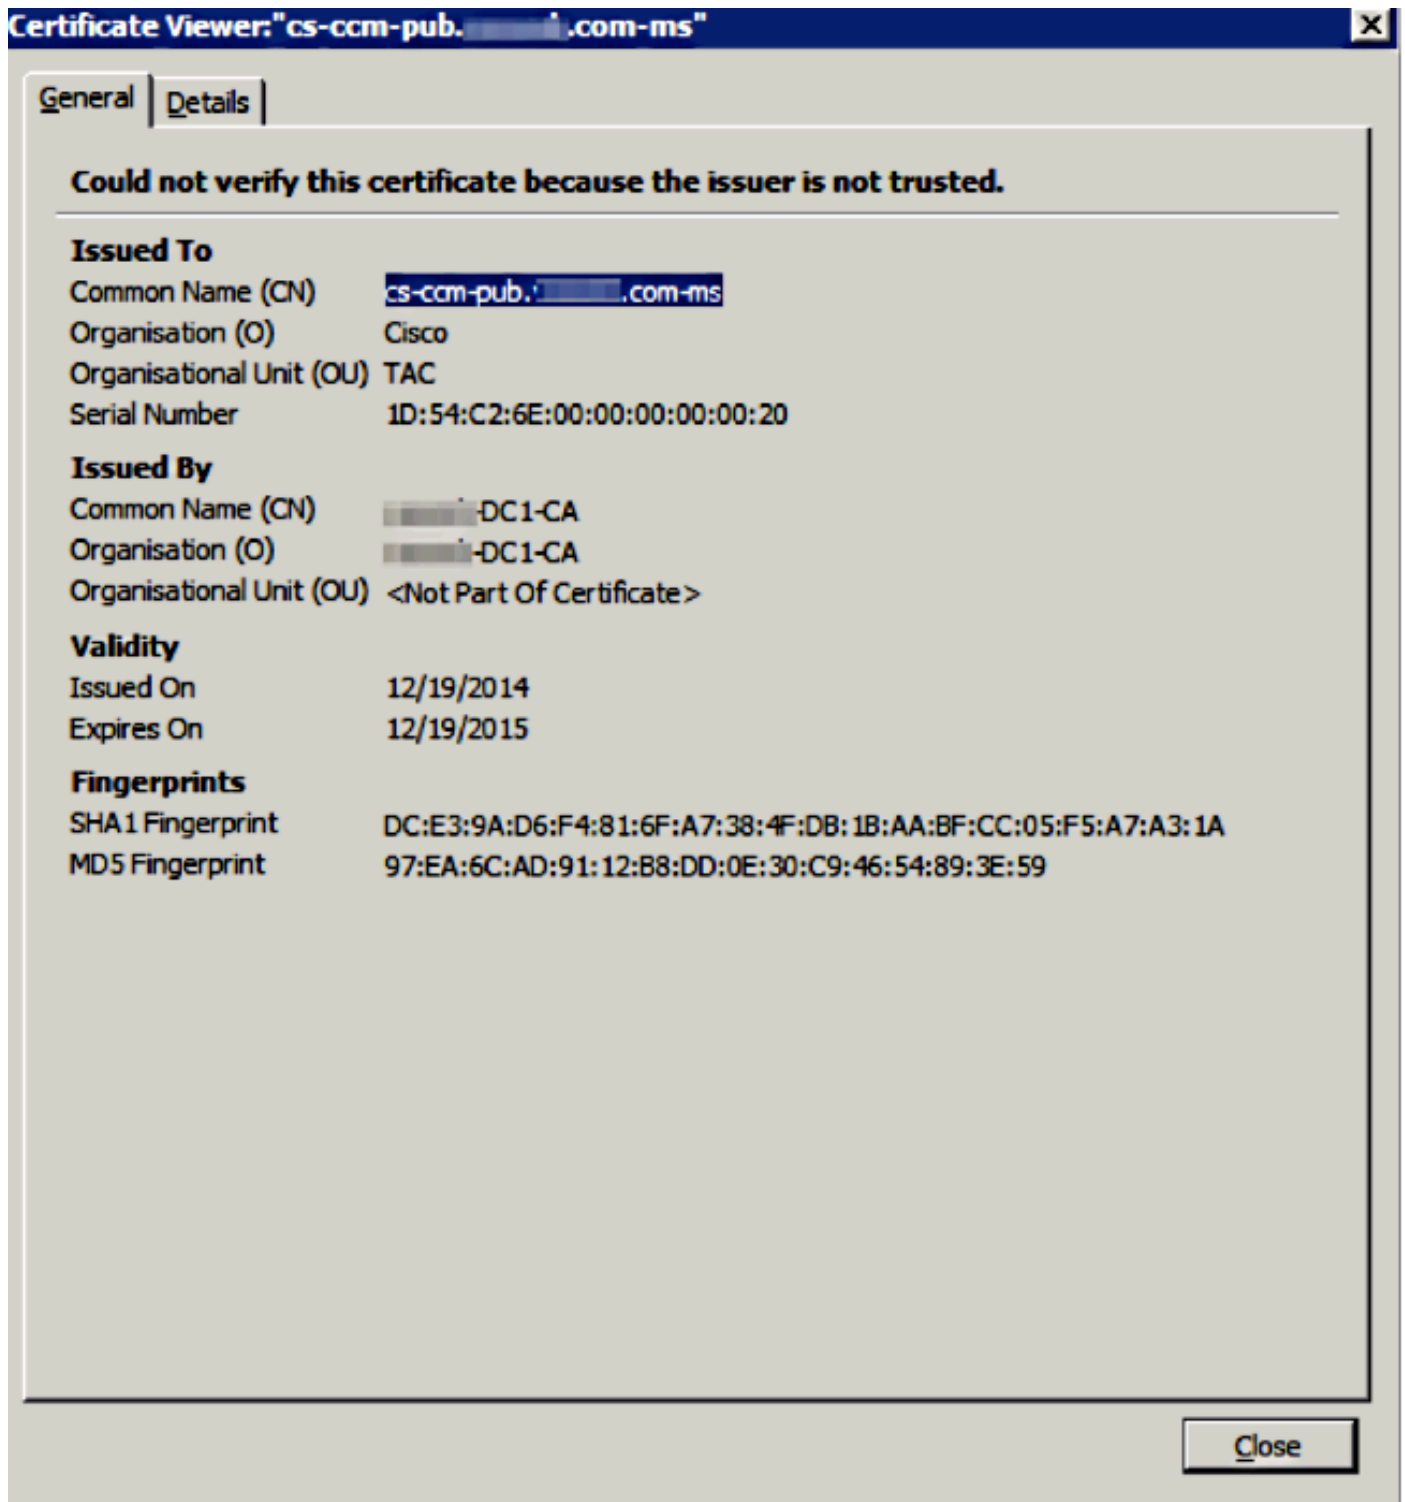 Certificate Viewer:"cs-ccm-pub. .com-ms"
General Details
Could not verify this certificate because the issuer is not trusted.
Issued To
Common Name (CN) cs-ccm-pub. .com-ms
Organisation (O) Cisco
Organisational Unit (OU) TAC
Serial Number 1D:54:C2:6E:00:00:00:00:00:20
Issued By
Common Name (CN) -DC1-CA
Organisation (O) -DC1-CA
Organisational Unit (OU) <Not Part Of Certificate>
Validity
Issued On 12/19/2014
Expires On 12/19/2015
Fingerprints
SHA1 Fingerprint DC:E3:9A:D6:F4:81:6F:A7:38:4F:DB:1B:AA:BF:CC:05:F5:A7:A3:1A
MD5 Fingerprint 97:EA:6C:AD:91:12:B8:DD:0E:30:C9:46:54:89:3E:59
Close